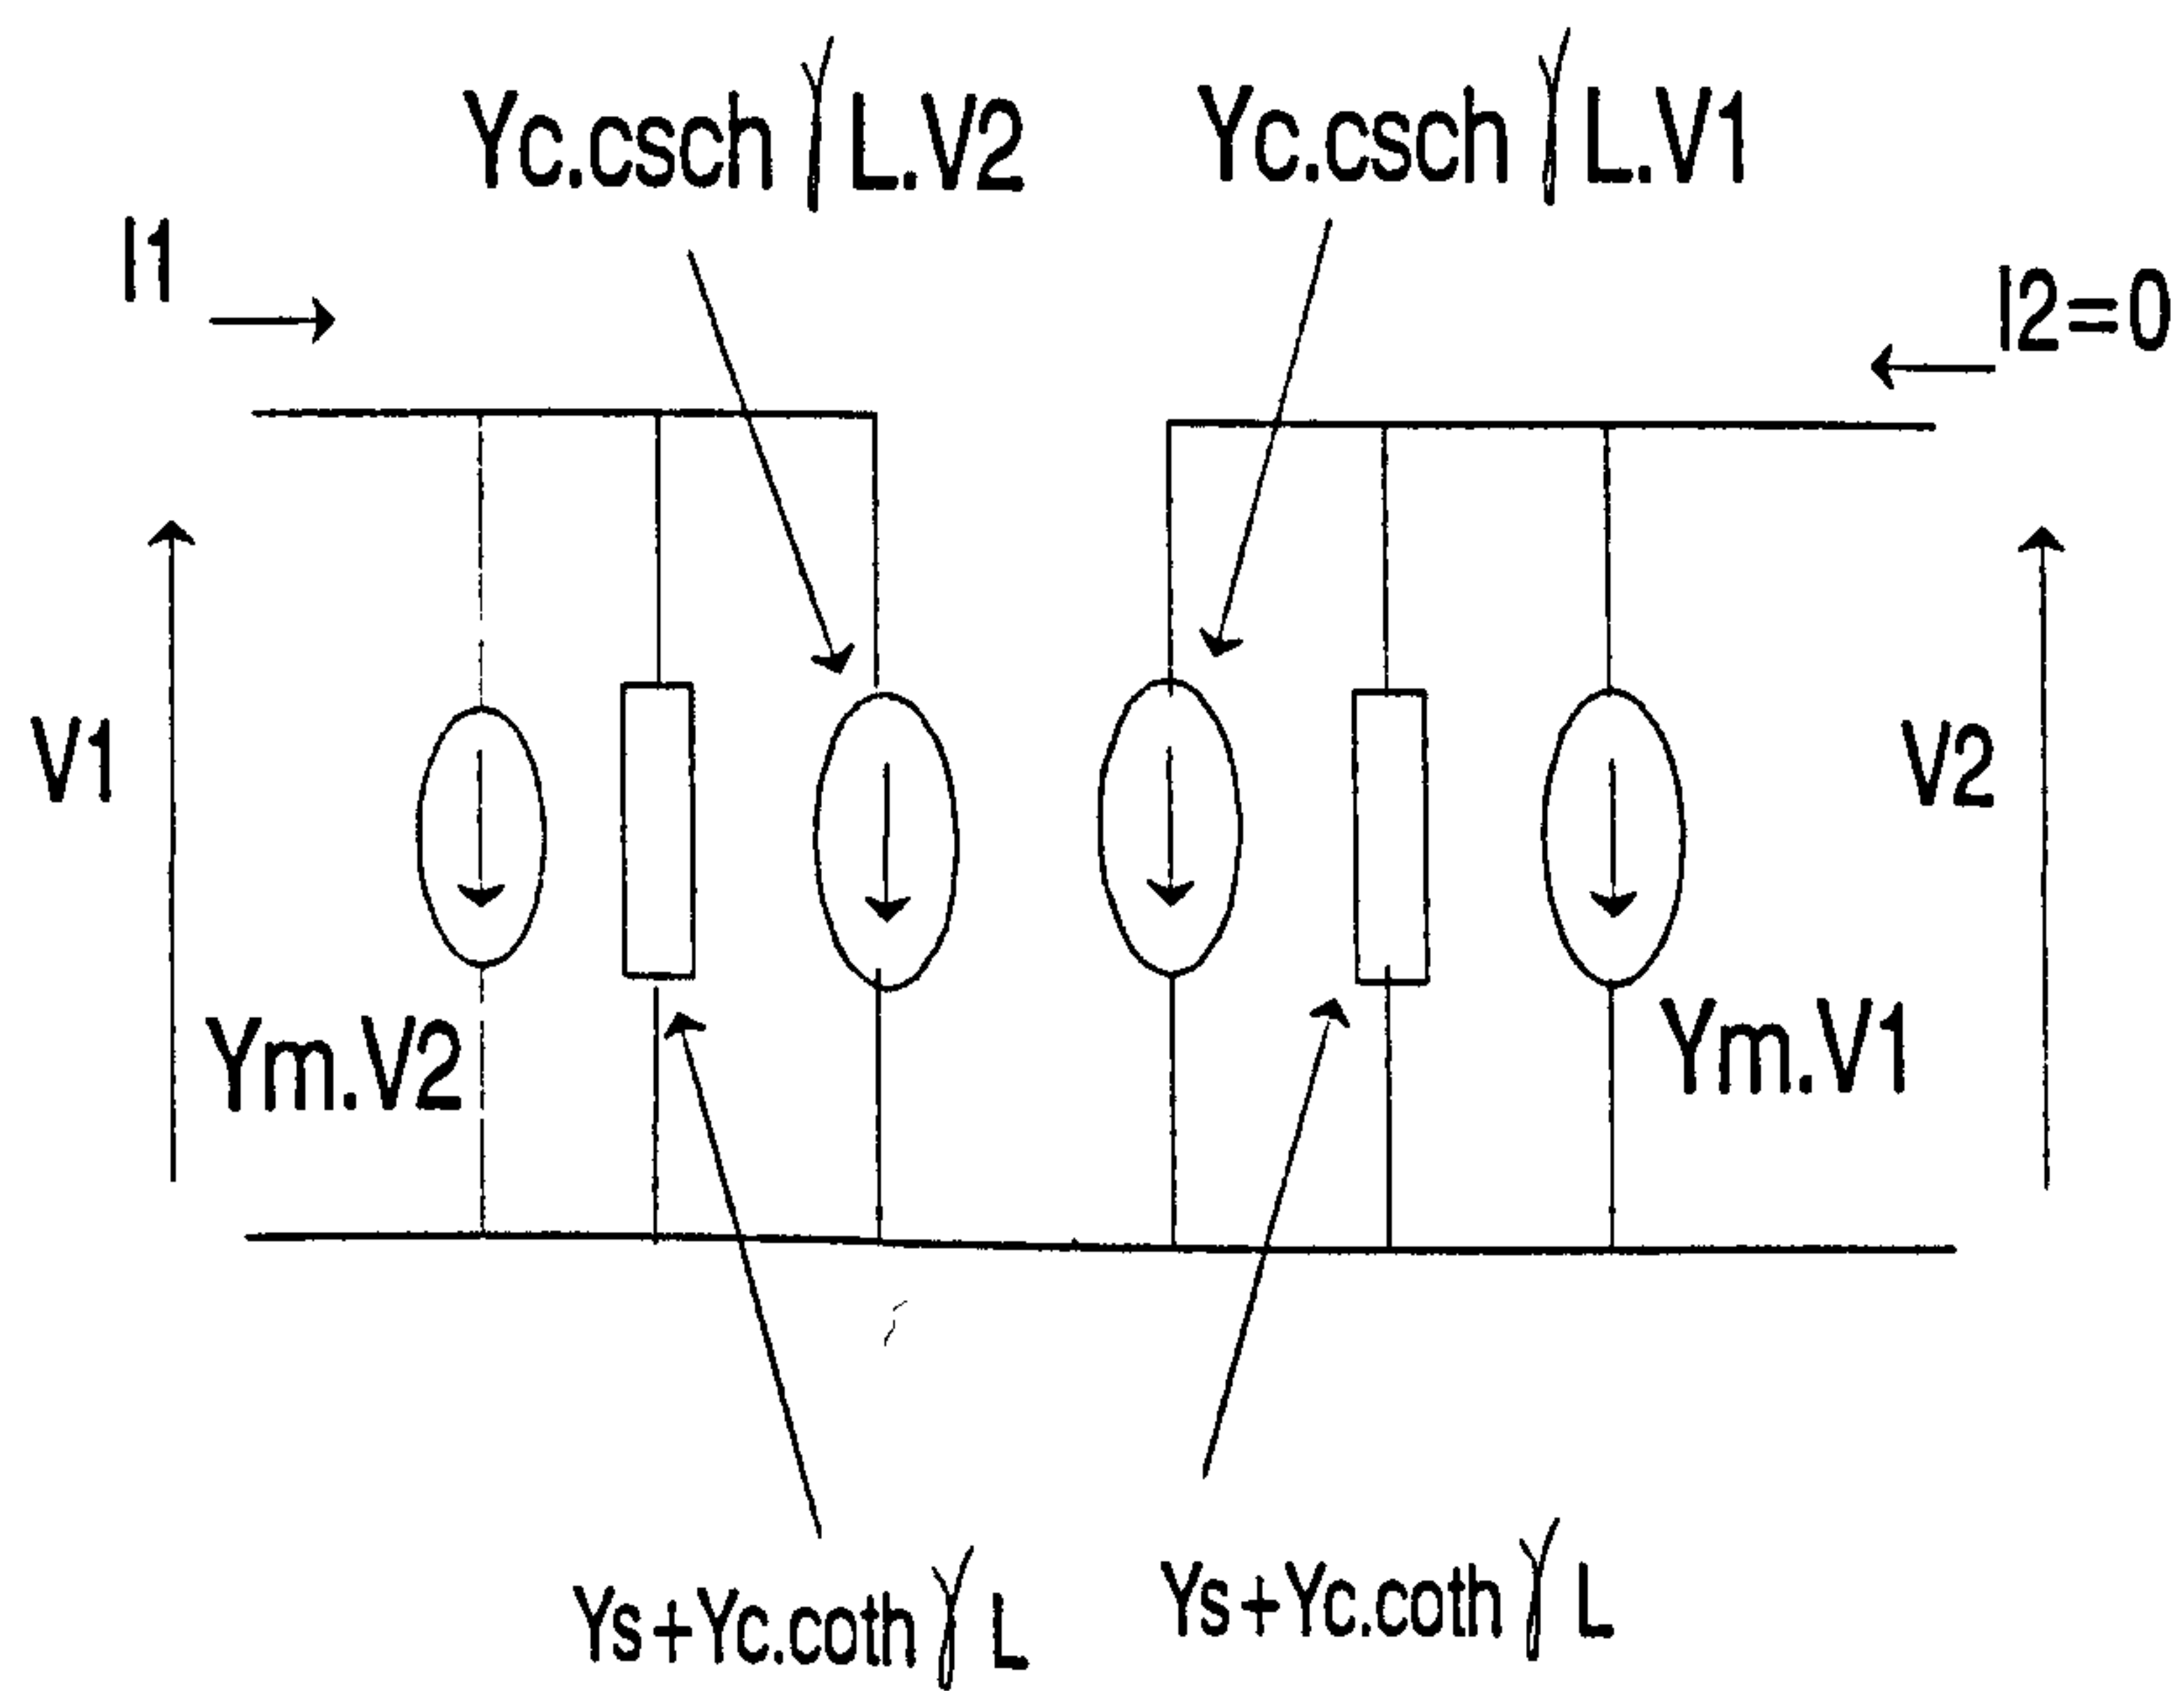 Yc.csch γ L.V2
Yc.csch γ L.V1
I1
I2=0
V1
V2
Ym.V2
Ym.V1
Ys+Yc.coth γ L
Ys+Yc.coth γ L